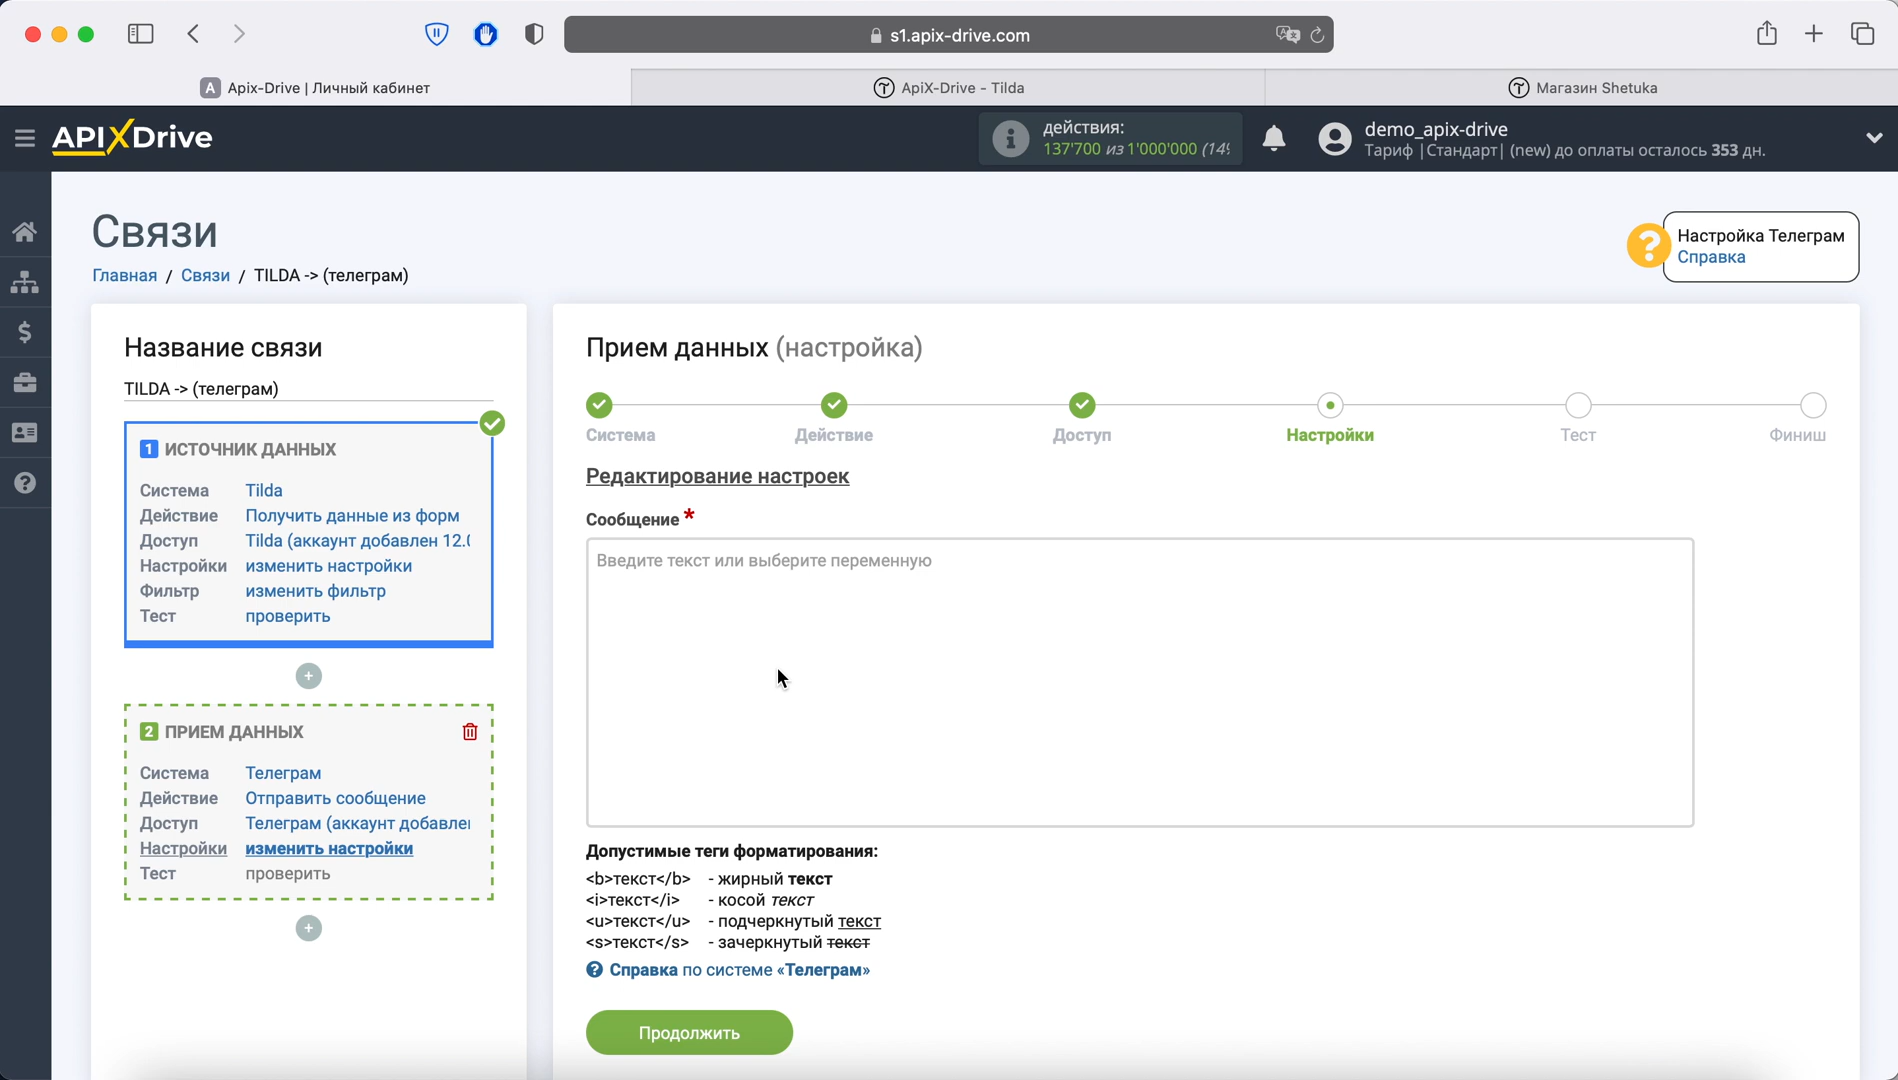 s1.apix-drive.com
A Apix-Drive | Личный кабинет
ApiX-Drive - Tilda
Магазин Shetuka
APIXDrive
действия:
137'700 из 1'000'000 (14%
demo_apix-drive
Тариф |Стандарт| (new) до оплаты осталось 353 дн.
Связи
Главная / Связи / TILDA -> (телеграм)
Настройка Телеграм
Справка
Название связи
TILDA -> (телеграм)
1 ИСТОЧНИК ДАННЫХ
Система Tilda
Действие Получить данные из форм
Доступ Tilda (аккаунт добавлен 12.0
Настройки изменить настройки
Фильтр изменить фильтр
Тест проверить
2 ПРИЕМ ДАННЫХ
Система Телеграм
Действие Отправить сообщение
Доступ Телеграм (аккаунт добавлен
Настройки изменить настройки
Тест проверить
Прием данных (настройка)
Система Действие Доступ Настройки Тест Финиш
Редактирование настроек
Сообщение *
Введите текст или выберите переменную
Допустимые теги форматирования:
<b>текст</b> - жирный текст
<i>текст</i> - косой текст
<u>текст</u> - подчеркнутый текст
<s>текст</s> - зачеркнутый текст
Справка по системе «Телеграм»
Продолжить